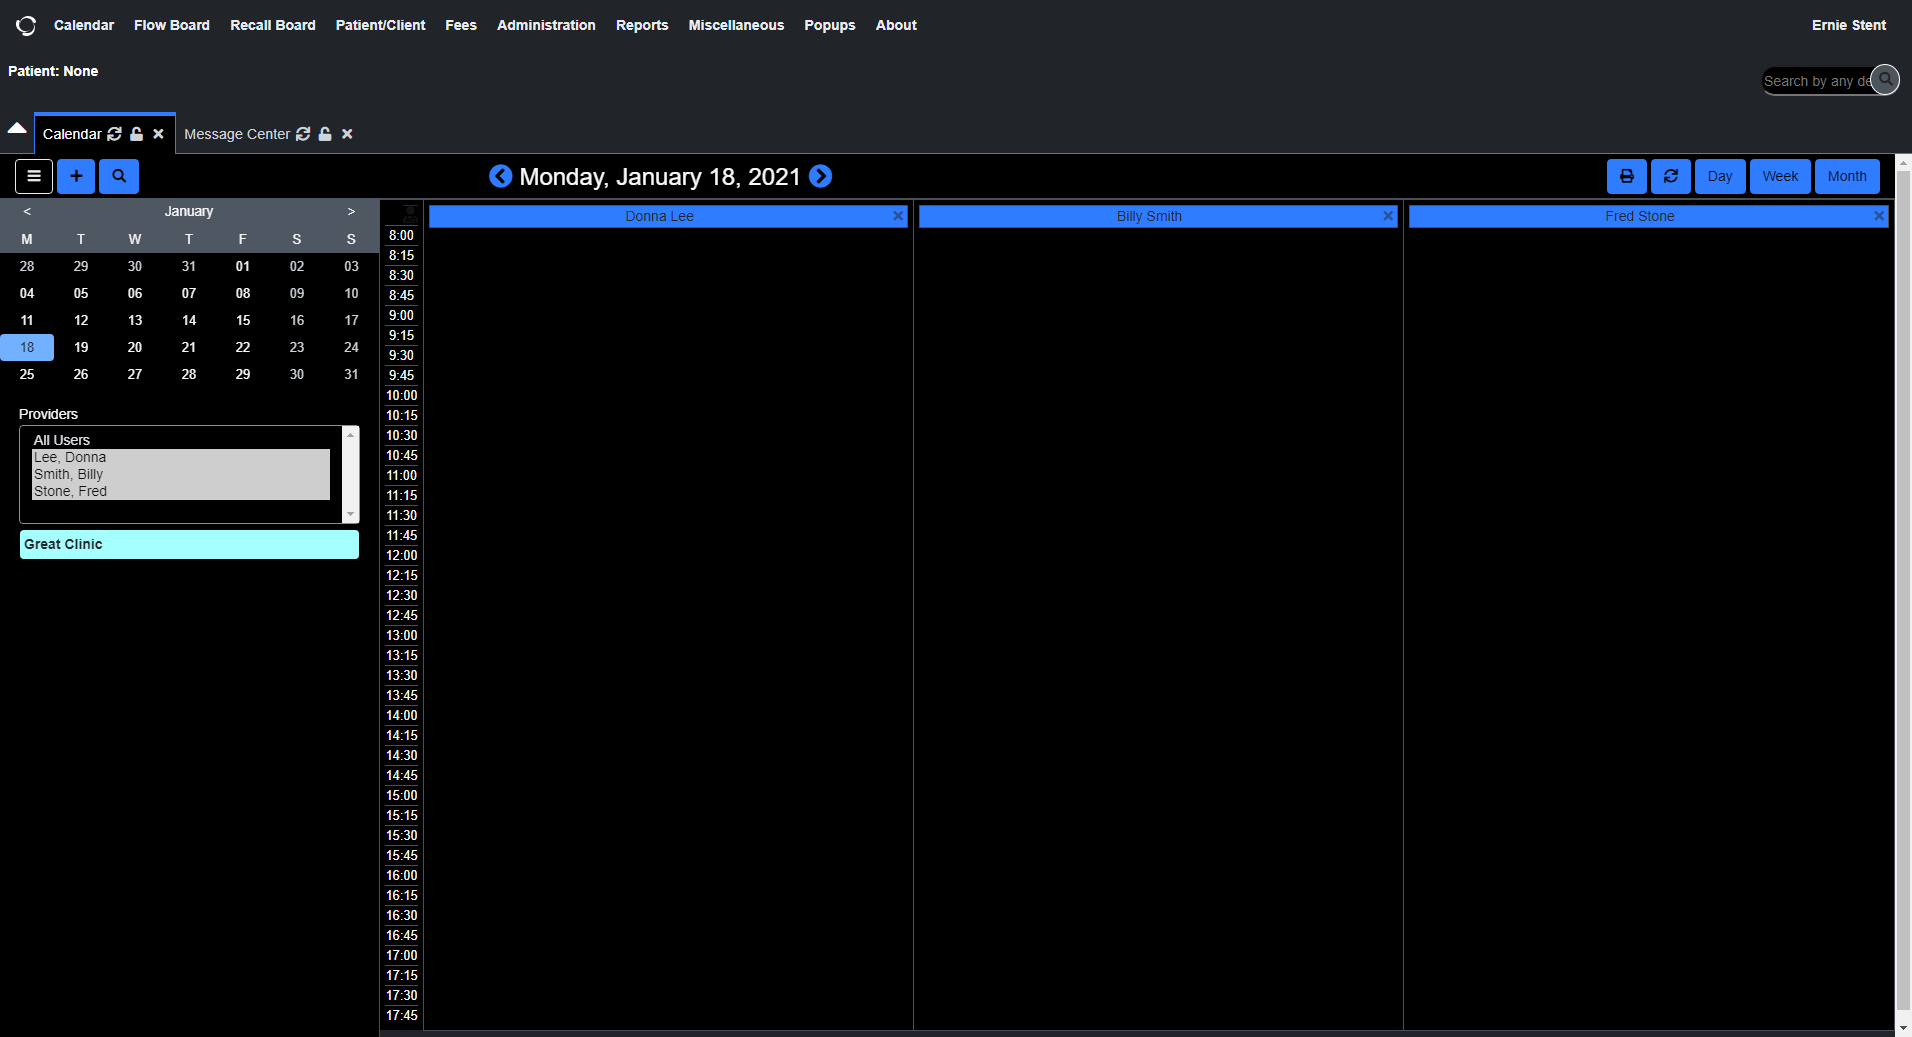 Calendar Flow Board Recall Board Patient/Client Fees Administration Reports Miscellaneous Popups About Ernie Stent
Patient: None
Search by any de
Calendar Message Center
Monday, January 18, 2021 Day Week Month
< January >
M T W T F S S
28 29 30 31 01 02 03
04 05 06 07 08 09 10
11 12 13 14 15 16 17
18 19 20 21 22 23 24
25 26 27 28 29 30 31
Providers
All Users
Lee, Donna
Smith, Billy
Stone, Fred
Great Clinic
Donna Lee Billy Smith Fred Stone
8:00
8:15
8:30
8:45
9:00
9:15
9:30
9:45
10:00
10:15
10:30
10:45
11:00
11:15
11:30
11:45
12:00
12:15
12:30
12:45
13:00
13:15
13:30
13:45
14:00
14:15
14:30
14:45
15:00
15:15
15:30
15:45
16:00
16:15
16:30
16:45
17:00
17:15
17:30
17:45